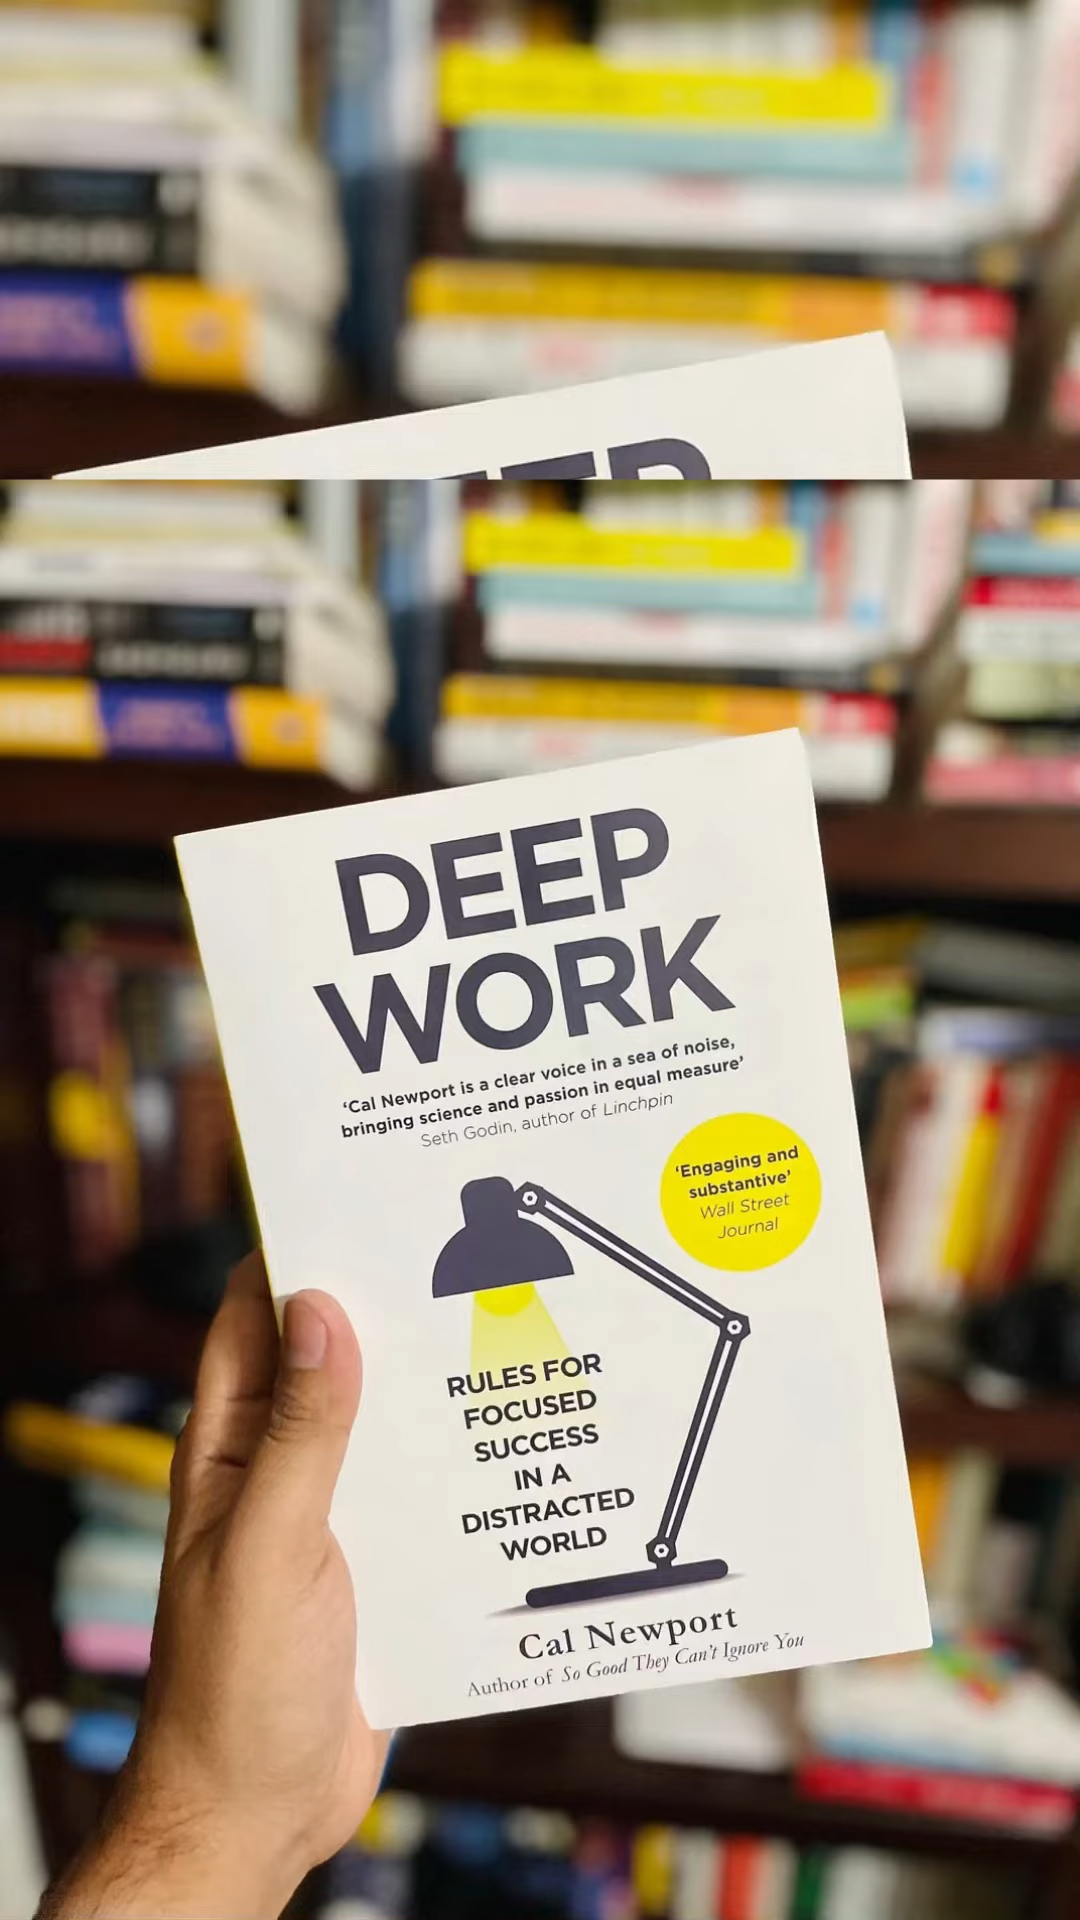 DEEP
WORK
‘Cal Newport is a clear voice in a sea of noise,
bringing science and passion in equal measure’
Seth Godin, author of Linchpin
‘Engaging and
substantive’
Wall Street
Journal
RULES FOR
FOCUSED
SUCCESS
IN A
DISTRACTED
WORLD
Cal Newport
Author of So Good They Can't Ignore You